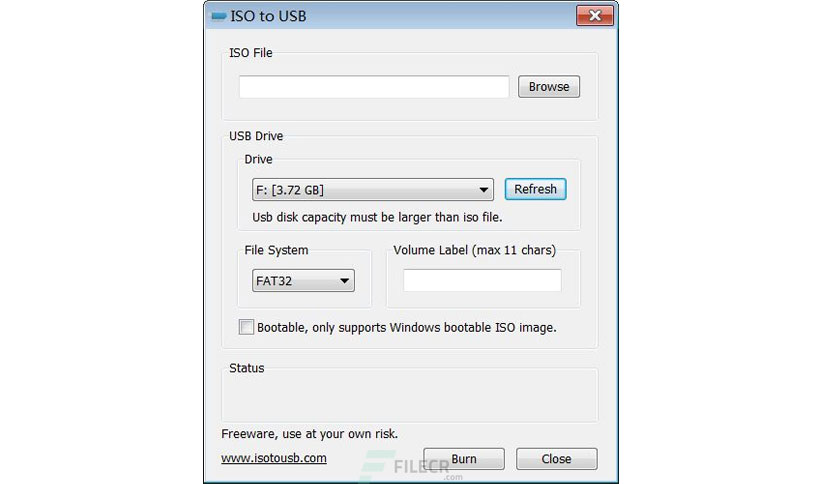 ISO to USB
ISO File
Browse
USB Drive
Drive
F: [3.72 GB]
Refresh
Usb disk capacity must be larger than iso file.
File System
Volume Label (max 11 chars)
FAT32
Bootable, only supports Windows bootable ISO image.
Status
Freeware, use at your own risk.
www.isotousb.com
Burn
Close
FILECR
.com